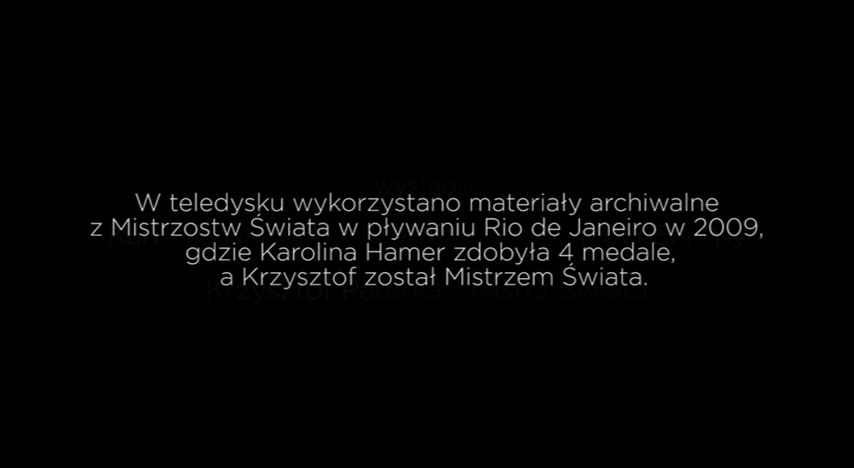 W teledysku wykorzystano materiały archiwalne
z Mistrzostw Świata w pływaniu Rio de Janeiro w 2009,
gdzie Karolina Hamer zdobyła 4 medale,
a Krzysztof został Mistrzem Świata.